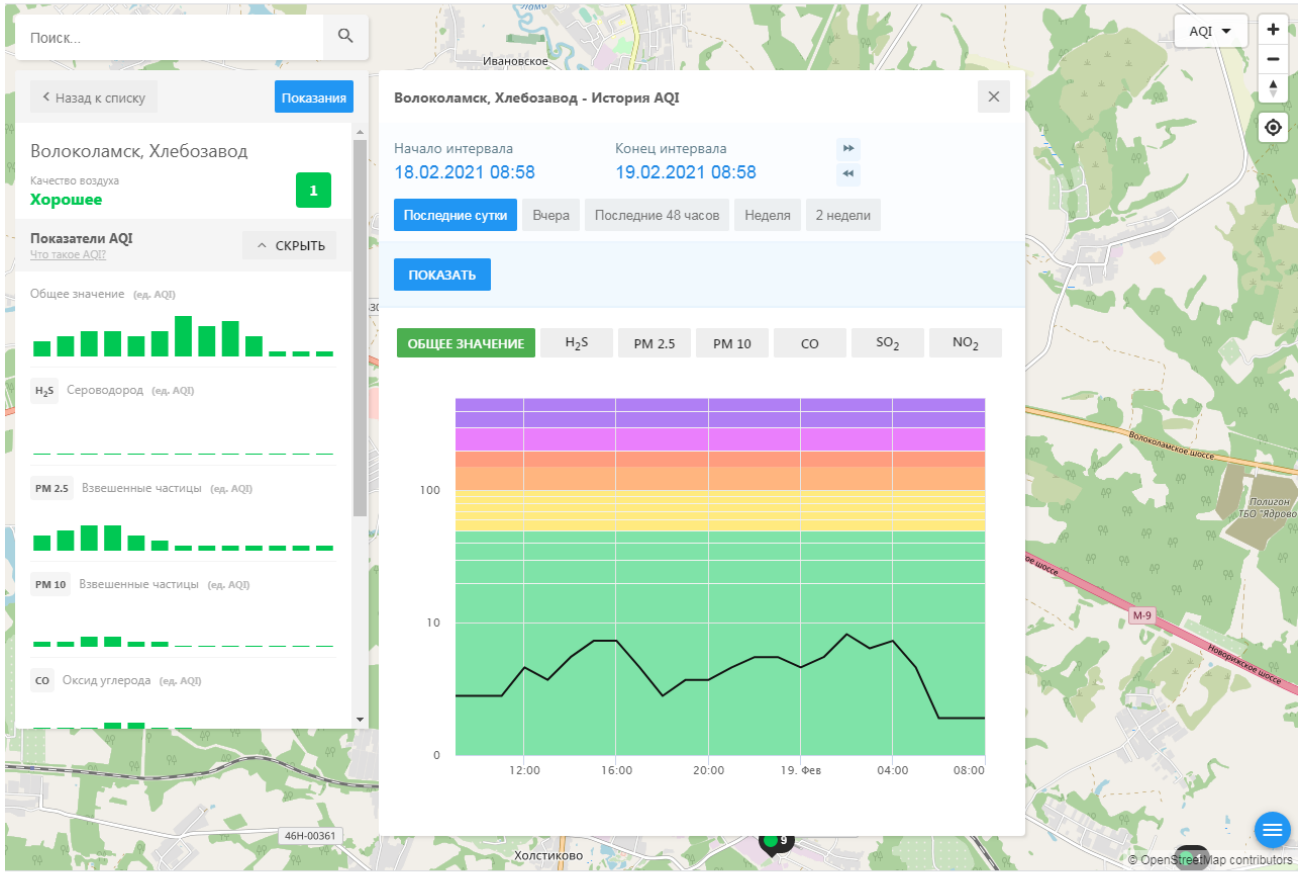 Поиск...
Ивановское
AQI
Назад к списку
Показания
Волоколамск, Хлебозавод
Качество воздуха
Хорошее
1
Показатели AQI
Что такое AQI?
СКРЫТЬ
Общее значение (ед. AQI)
H₂S Сероводород (ед. AQI)
PM 2.5 Взвешенные частицы (ед. AQI)
PM 10 Взвешенные частицы (ед. AQI)
CO Оксид углерода (ед. AQI)
Волоколамск, Хлебозавод - История AQI
Начало интервала
18.02.2021 08:58
Конец интервала
19.02.2021 08:58
Последние сутки
Вчера
Последние 48 часов
Неделя
2 недели
ПОКАЗАТЬ
ОБЩЕЕ ЗНАЧЕНИЕ
H₂S
PM 2.5
PM 10
CO
SO₂
NO₂
100
10
0
12:00
16:00
20:00
19. Фев
04:00
08:00
Волоколамское шоссе
Полигон
ТБО "Ядрово
М-9
Новорижское шоссе
46Н-00361
Холстиково
9
© OpenStreetMap contributors